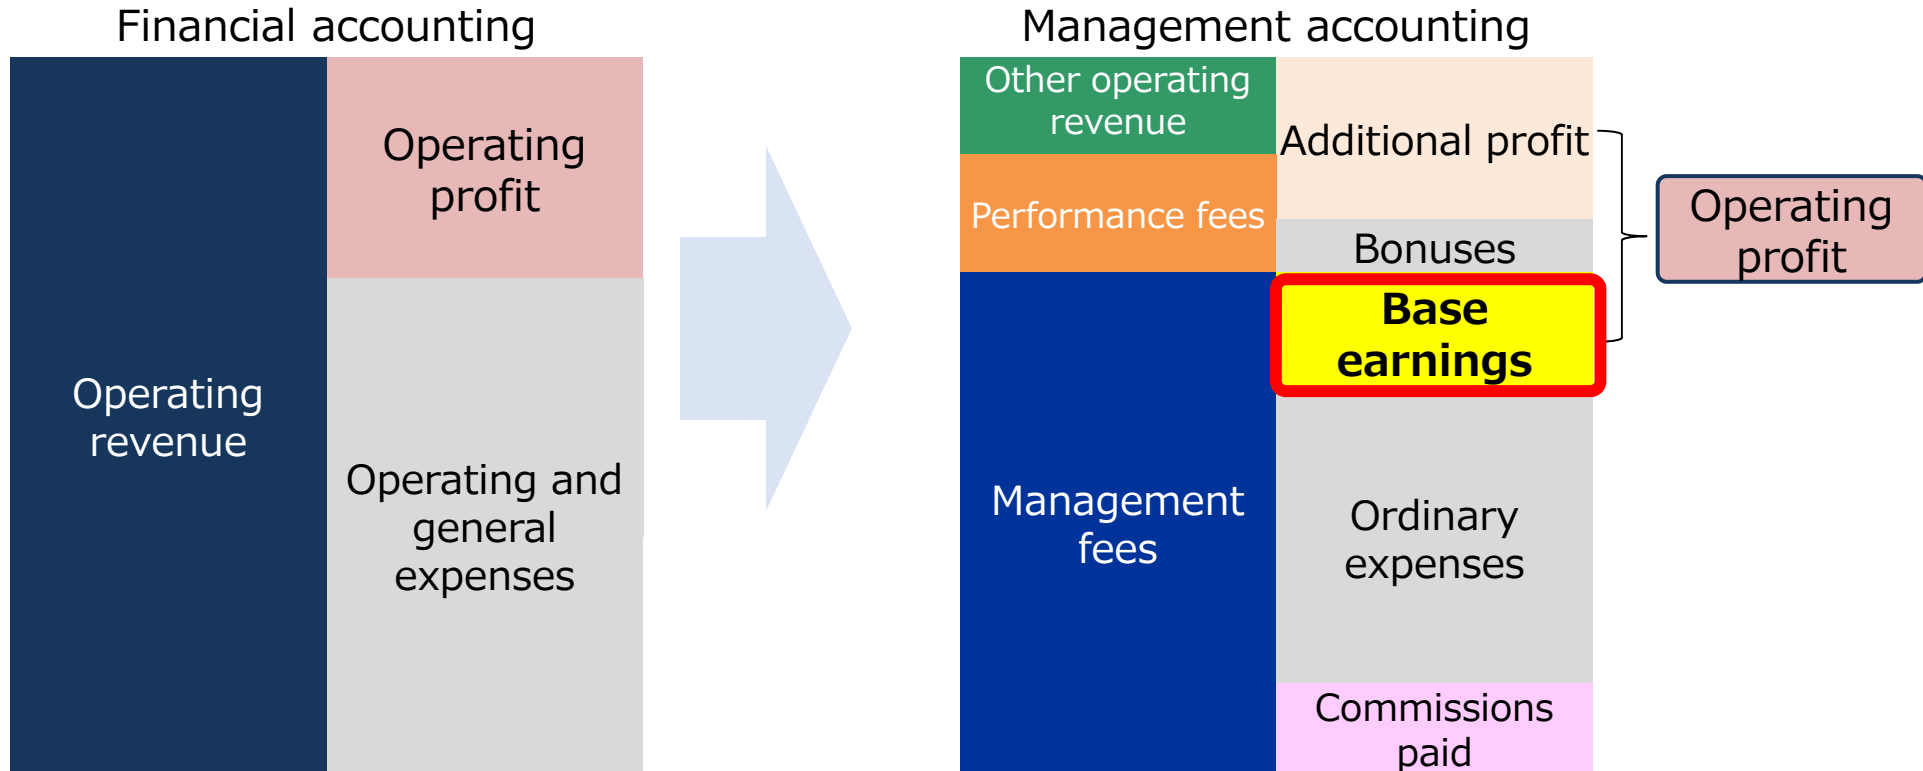 Financial accounting
Operating
revenue
Operating
profit
Operating and
general
expenses
Management accounting
Other operating
revenue
Performance fees
Management
fees
Additional profit
Bonuses
Base
earnings
Ordinary
expenses
Commissions
paid
Operating
profit